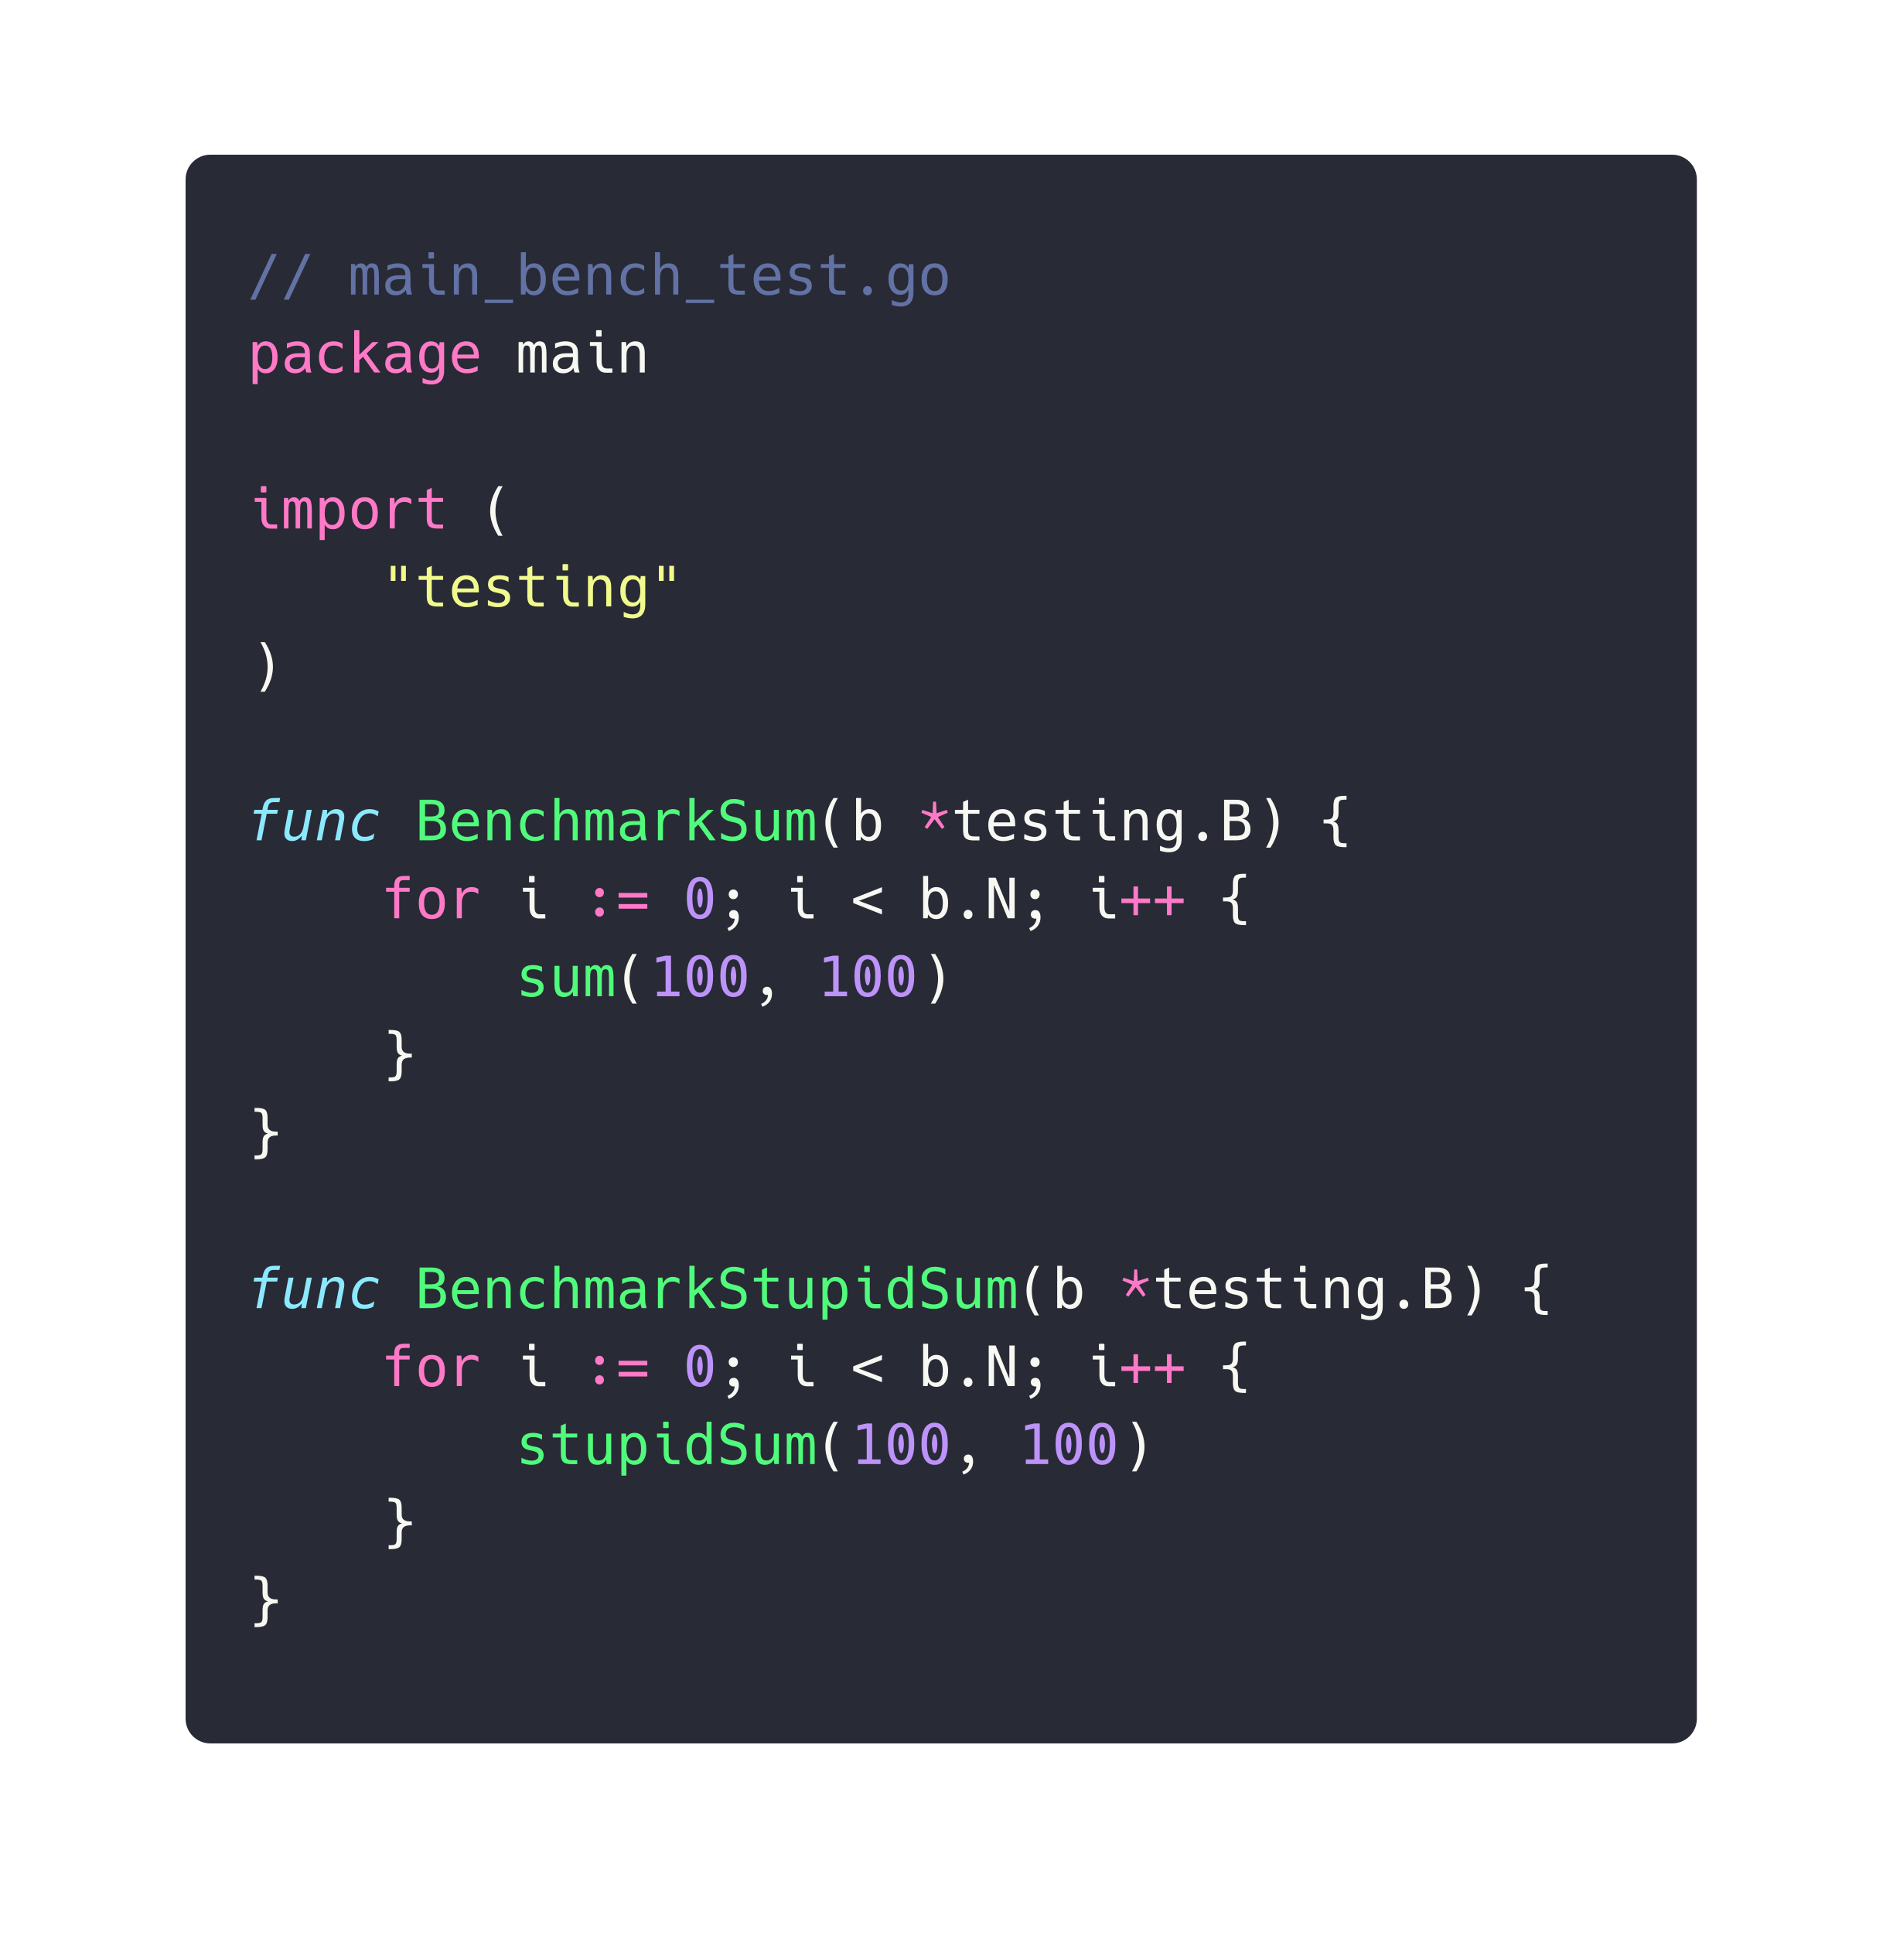 // main_bench_test.go
package main

import (
    "testing"
)

func BenchmarkSum(b *testing.B) {
    for i := 0; i < b.N; i++ {
        sum(100, 100)
    }
}

func BenchmarkStupidSum(b *testing.B) {
    for i := 0; i < b.N; i++ {
        stupidSum(100, 100)
    }
}